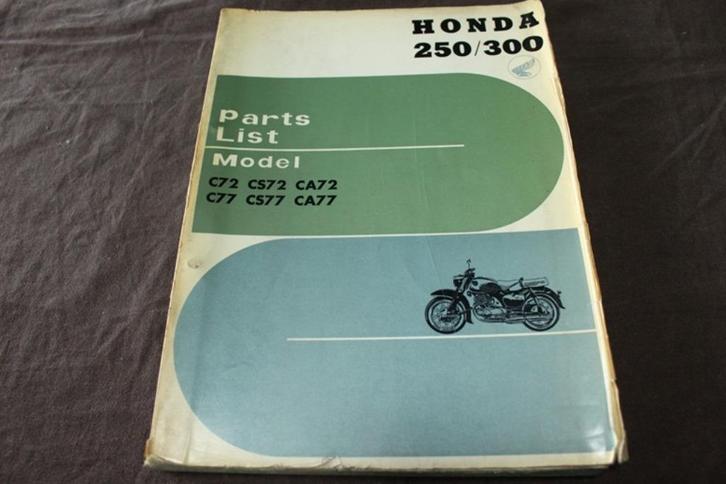 HONDA
250/300
Parts
List
Model
C72 CS72 CA72
C77 CS77 CA77